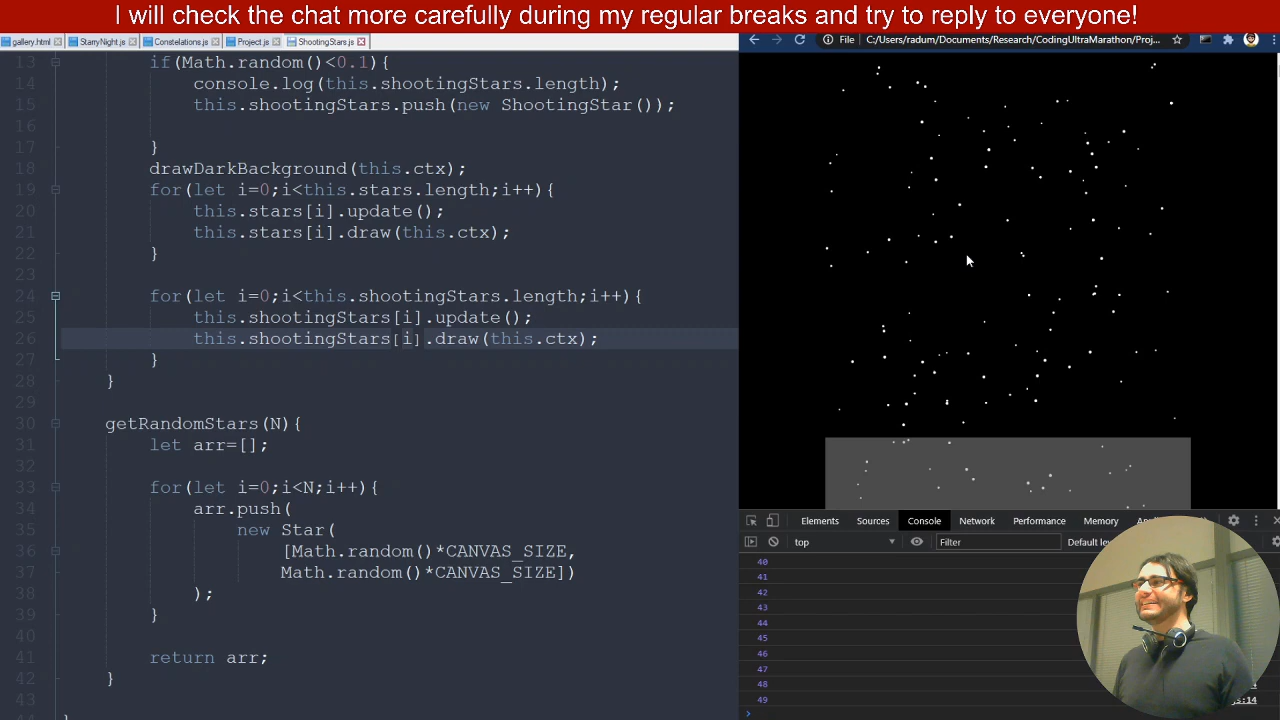 I will check the chat more carefully during my regular breaks and try to reply to everyone!
gallery.html StarryNight.js Constelations.js Project.js ShootingStars.js
File C:/Users/radum/Documents/Research/CodingUltraMarathon/Proj...
13 if(Math.random()<0.1){
14 console.log(this.shootingStars.length);
15 this.shootingStars.push(new ShootingStar());
16
17 }
18 drawDarkBackground(this.ctx);
19 for(let i=0;i<this.stars.length;i++){
20 this.stars[i].update();
21 this.stars[i].draw(this.ctx);
22 }
23
24 for(let i=0;i<this.shootingStars.length;i++){
25 this.shootingStars[i].update();
26 this.shootingStars[i].draw(this.ctx);
27 }
28 }
29
30 getRandomStars(N){
31 let arr=[];
32
33 for(let i=0;i<N;i++){
34 arr.push(
35 new Star(
36 [Math.random()*CANVAS_SIZE,
37 Math.random()*CANVAS_SIZE])
38 );
39 }
40
41 return arr;
42 }
43
44 }
Elements Sources Console Network Performance Memory
top Filter Default
40
41
42
43
44
45
46
47
48
49 js:14